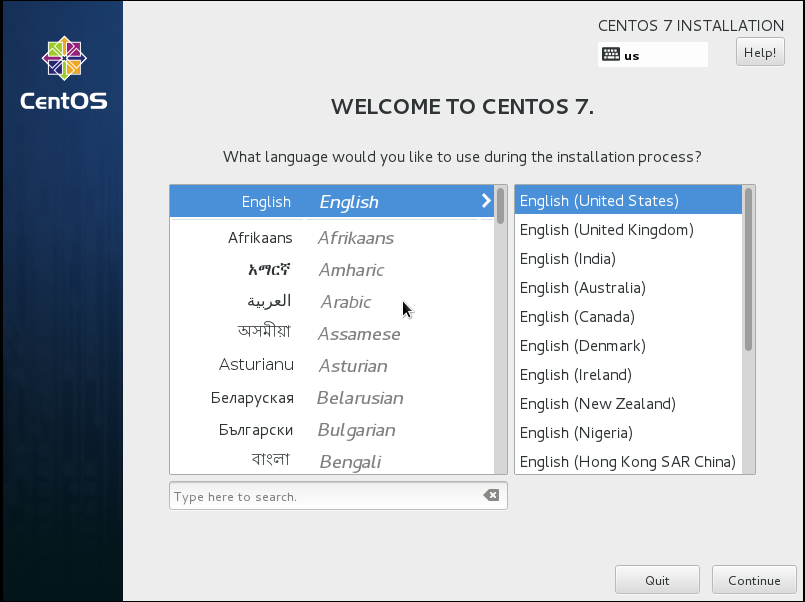 CentOS
CENTOS 7 INSTALLATION
us
Help!
WELCOME TO CENTOS 7.
What language would you like to use during the installation process?
English English
Afrikaans Afrikaans
አማርኛ Amharic
العربية Arabic
অসমীয়া Assamese
Asturianu Asturian
Беларуская Belarusian
Български Bulgarian
বাংলা Bengali
English (United States)
English (United Kingdom)
English (India)
English (Australia)
English (Canada)
English (Denmark)
English (Ireland)
English (New Zealand)
English (Nigeria)
English (Hong Kong SAR China)
Type here to search.
Quit
Continue